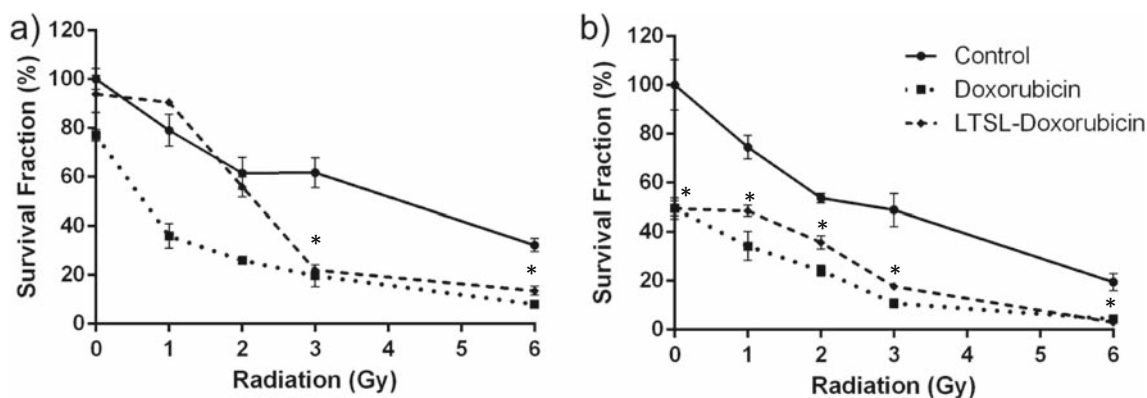 a)
Survival Fraction (%)
120
100
80
60
40
20
0
*
*
0 1 2 3 4 5 6
Radiation (Gy)
b)
Survival Fraction (%)
120
100
80
60
40
20
0
Control
Doxorubicin
LTSL-Doxorubicin
* * * * *
0 1 2 3 4 5 6
Radiation (Gy)